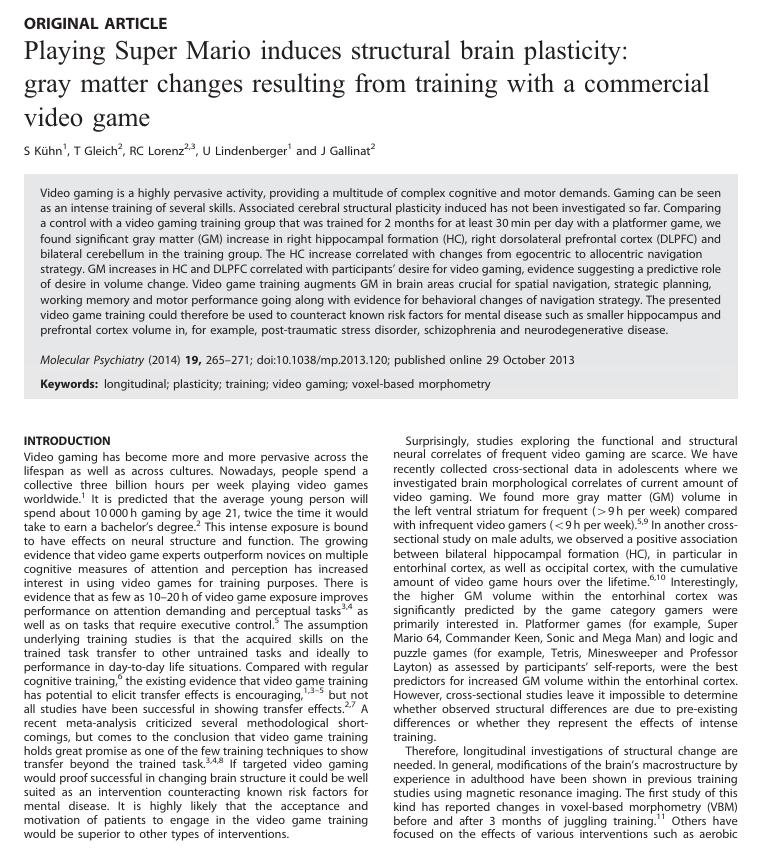 ORIGINAL ARTICLE
Playing Super Mario induces structural brain plasticity:
gray matter changes resulting from training with a commercial
video game
S Kühn1, T Gleich2, RC Lorenz2,3, U Lindenberger1 and J Gallinat2
Video gaming is a highly pervasive activity, providing a multitude of complex cognitive and motor demands. Gaming can be seen
as an intense training of several skills. Associated cerebral structural plasticity induced has not been investigated so far. Comparing
a control with a video gaming training group that was trained for 2 months for at least 30 min per day with a platformer game, we
found significant gray matter (GM) increase in right hippocampal formation (HC), right dorsolateral prefrontal cortex (DLPFC) and
bilateral cerebellum in the training group. The HC increase correlated with changes from egocentric to allocentric navigation
strategy. GM increases in HC and DLPFC correlated with participants' desire for video gaming, evidence suggesting a predictive role
of desire in volume change. Video game training augments GM in brain areas crucial for spatial navigation, strategic planning,
working memory and motor performance going along with evidence for behavioral changes of navigation strategy. The presented
video game training could therefore be used to counteract known risk factors for mental disease such as smaller hippocampus and
prefrontal cortex volume in, for example, post-traumatic stress disorder, schizophrenia and neurodegenerative disease.
Molecular Psychiatry (2014) 19, 265–271; doi:10.1038/mp.2013.120; published online 29 October 2013
Keywords: longitudinal; plasticity; training; video gaming; voxel-based morphometry
INTRODUCTION
Video gaming has become more and more pervasive across the
lifespan as well as across cultures. Nowadays, people spend a
collective three billion hours per week playing video games
worldwide.1 It is predicted that the average young person will
spend about 10 000 h gaming by age 21, twice the time it would
take to earn a bachelor's degree.2 This intense exposure is bound
to have effects on neural structure and function. The growing
evidence that video game experts outperform novices on multiple
cognitive measures of attention and perception has increased
interest in using video games for training purposes. There is
evidence that as few as 10–20 h of video game exposure improves
performance on attention demanding and perceptual tasks3,4 as
well as on tasks that require executive control.5 The assumption
underlying training studies is that the acquired skills on the
trained task transfer to other untrained tasks and ideally to
performance in day-to-day life situations. Compared with regular
cognitive training,6 the existing evidence that video game training
has potential to elicit transfer effects is encouraging,1,3–5 but not
all studies have been successful in showing transfer effects.2,7 A
recent meta-analysis criticized several methodological short-
comings, but comes to the conclusion that video game training
holds great promise as one of the few training techniques to show
transfer beyond the trained task.3,4,8 If targeted video gaming
would proof successful in changing brain structure it could be well
suited as an intervention counteracting known risk factors for
mental disease. It is highly likely that the acceptance and
motivation of patients to engage in the video game training
would be superior to other types of interventions.
Surprisingly, studies exploring the functional and structural
neural correlates of frequent video gaming are scarce. We have
recently collected cross-sectional data in adolescents where we
investigated brain morphological correlates of current amount of
video gaming. We found more gray matter (GM) volume in
the left ventral striatum for frequent (>9 h per week) compared
with infrequent video gamers (<9 h per week).5,9 In another cross-
sectional study on male adults, we observed a positive association
between bilateral hippocampal formation (HC), in particular in
entorhinal cortex, as well as occipital cortex, with the cumulative
amount of video game hours over the lifetime.6,10 Interestingly,
the higher GM volume within the entorhinal cortex was
significantly predicted by the game category gamers were
primarily interested in. Platformer games (for example, Super
Mario 64, Commander Keen, Sonic and Mega Man) and logic and
puzzle games (for example, Tetris, Minesweeper and Professor
Layton) as assessed by participants' self-reports, were the best
predictors for increased GM volume within the entorhinal cortex.
However, cross-sectional studies leave it impossible to determine
whether observed structural differences are due to pre-existing
differences or whether they represent the effects of intense
training.
Therefore, longitudinal investigations of structural change are
needed. In general, modifications of the brain's macrostructure by
experience in adulthood have been shown in previous training
studies using magnetic resonance imaging. The first study of this
kind has reported changes in voxel-based morphometry (VBM)
before and after 3 months of juggling training.11 Others have
focused on the effects of various interventions such as aerobic